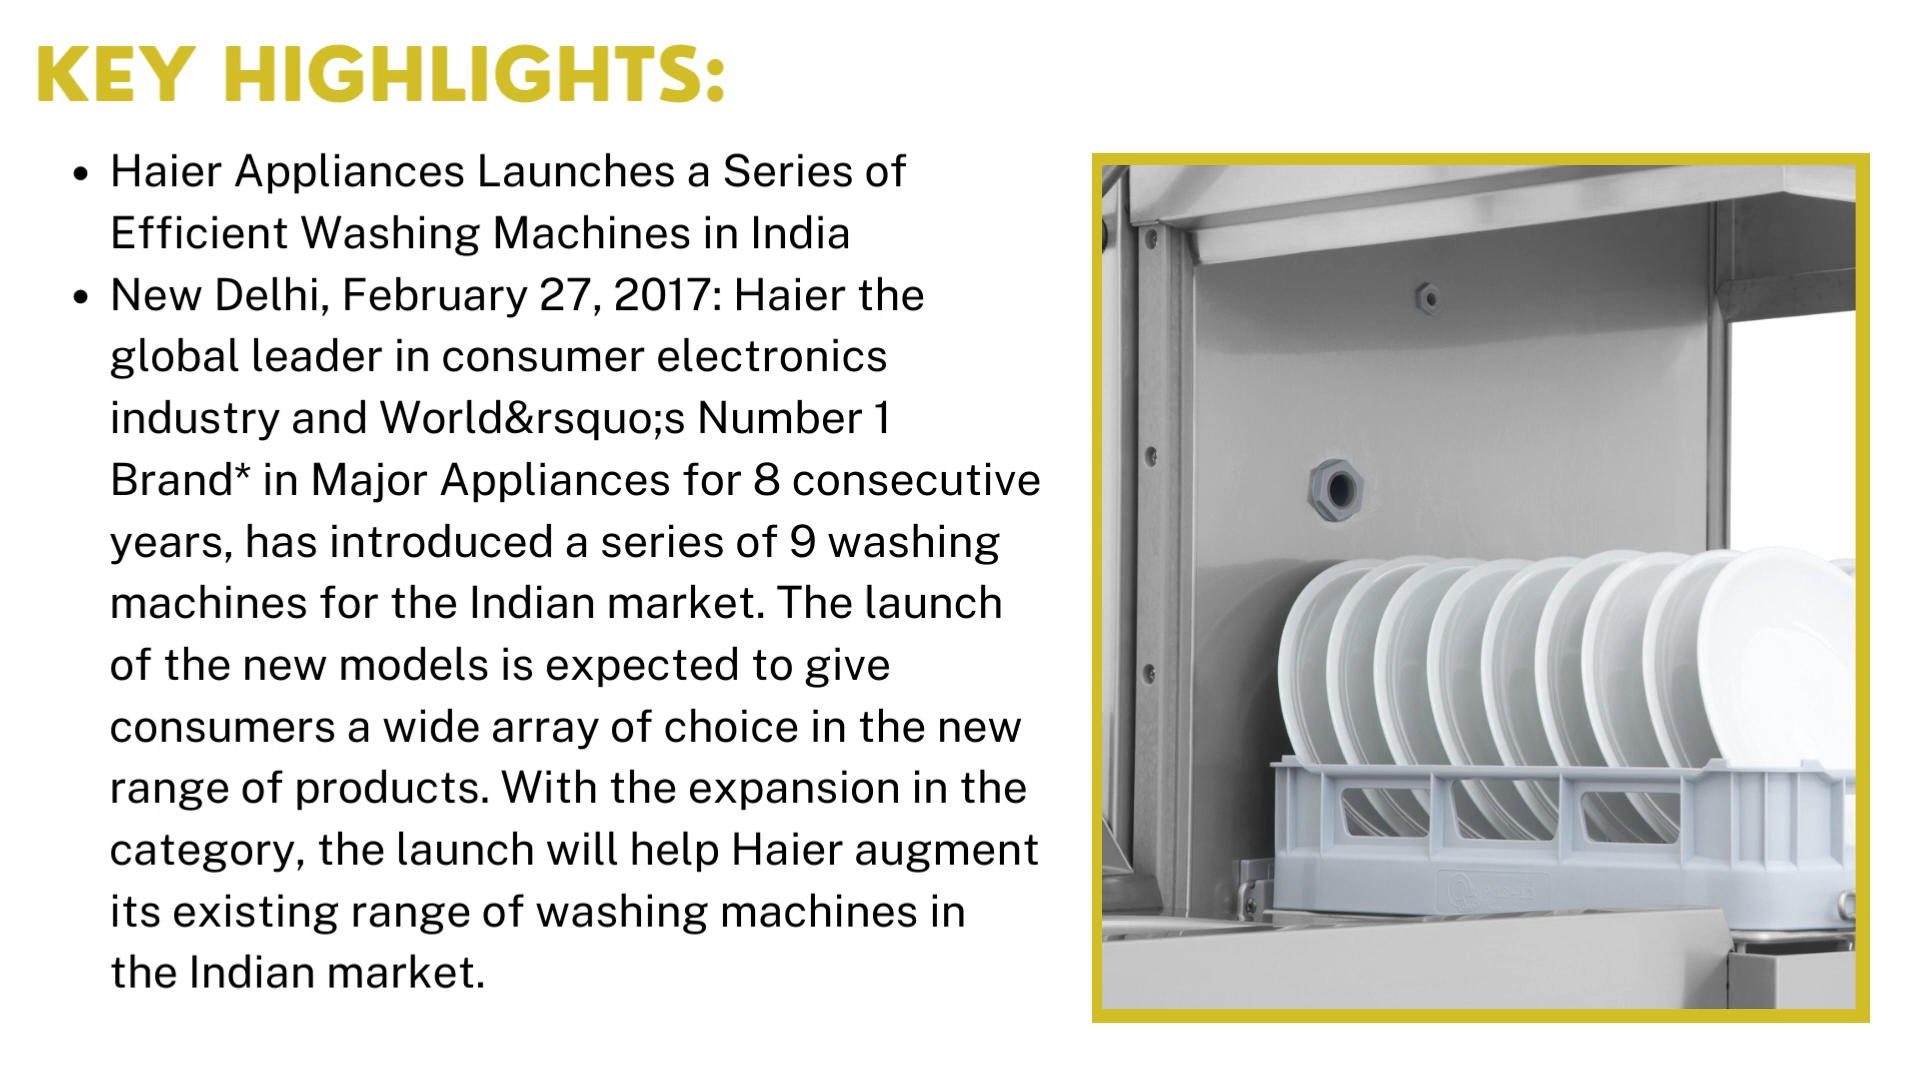 KEY HIGHLIGHTS:
• Haier Appliances Launches a Series of
Efficient Washing Machines in India
• New Delhi, February 27, 2017: Haier the
global leader in consumer electronics
industry and World&rsquo;s Number 1
Brand* in Major Appliances for 8 consecutive
years, has introduced a series of 9 washing
machines for the Indian market. The launch
of the new models is expected to give
consumers a wide array of choice in the new
range of products. With the expansion in the
category, the launch will help Haier augment
its existing range of washing machines in
the Indian market.